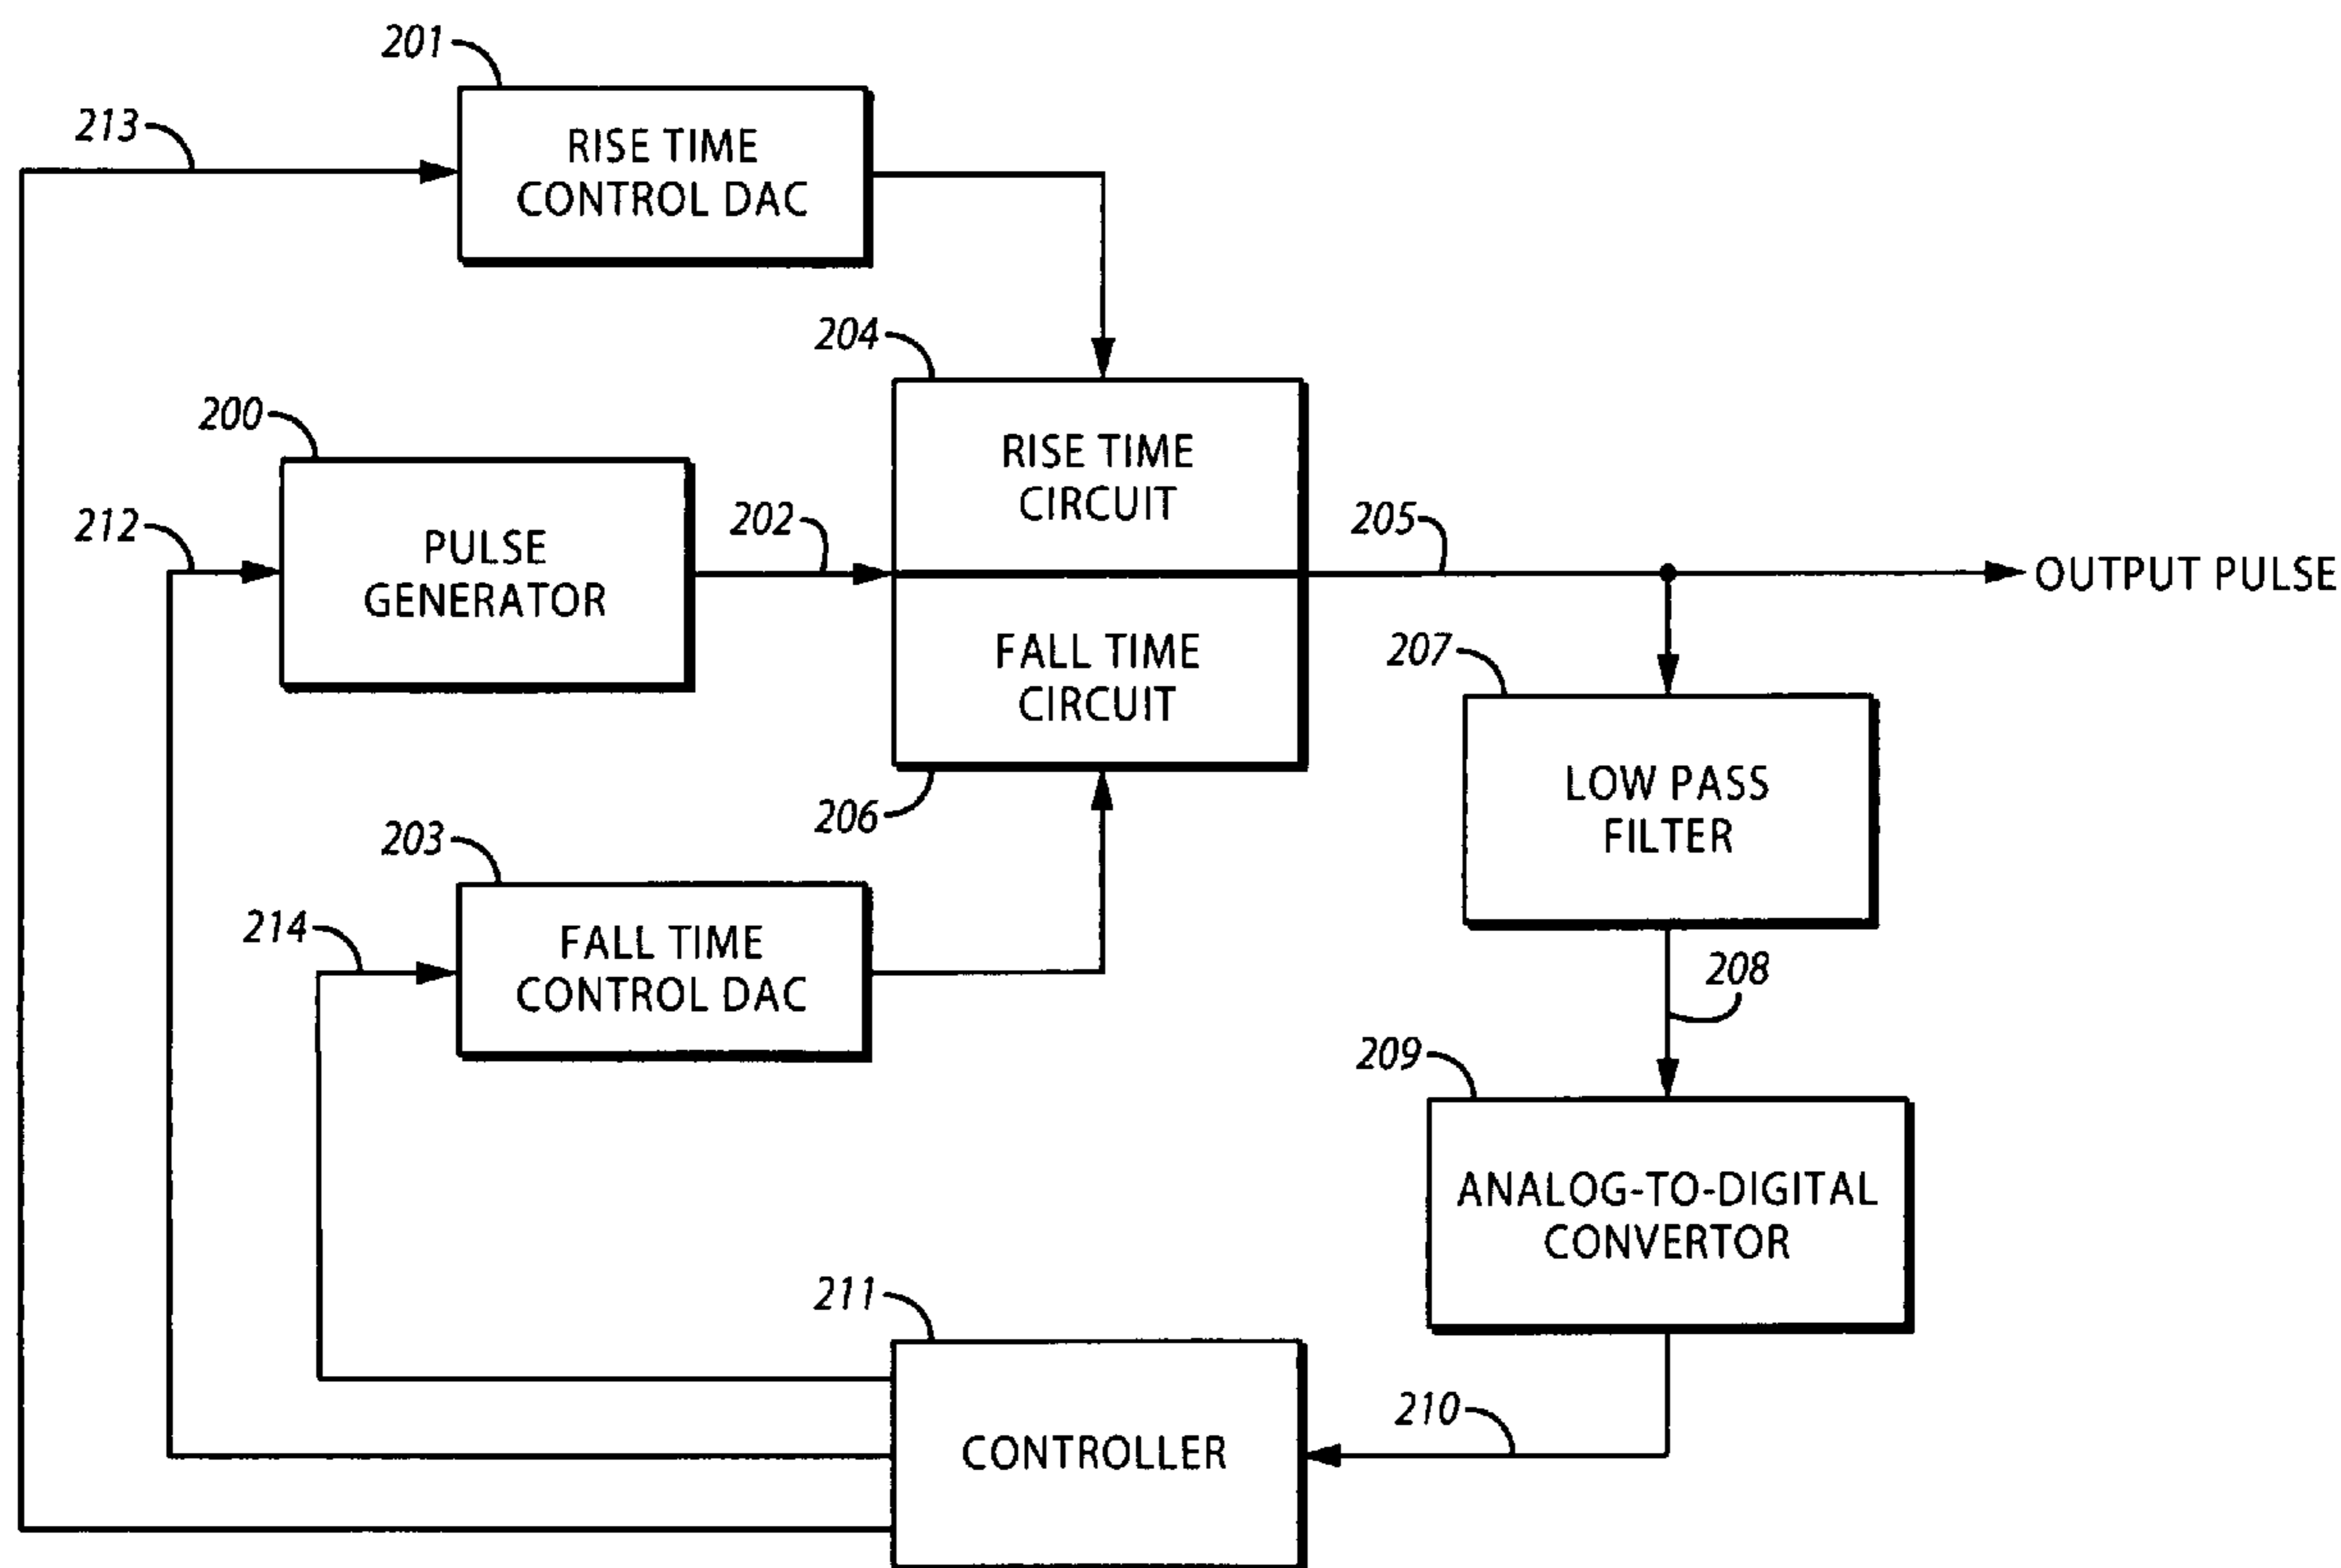 201
213
RISE TIME
CONTROL DAC
204
200
RISE TIME
CIRCUIT
212
202
205
PULSE
GENERATOR
OUTPUT PULSE
FALL TIME
CIRCUIT
207
LOW PASS
FILTER
206
203
214
FALL TIME
CONTROL DAC
208
209
ANALOG-TO-DIGITAL
CONVERTOR
211
210
CONTROLLER